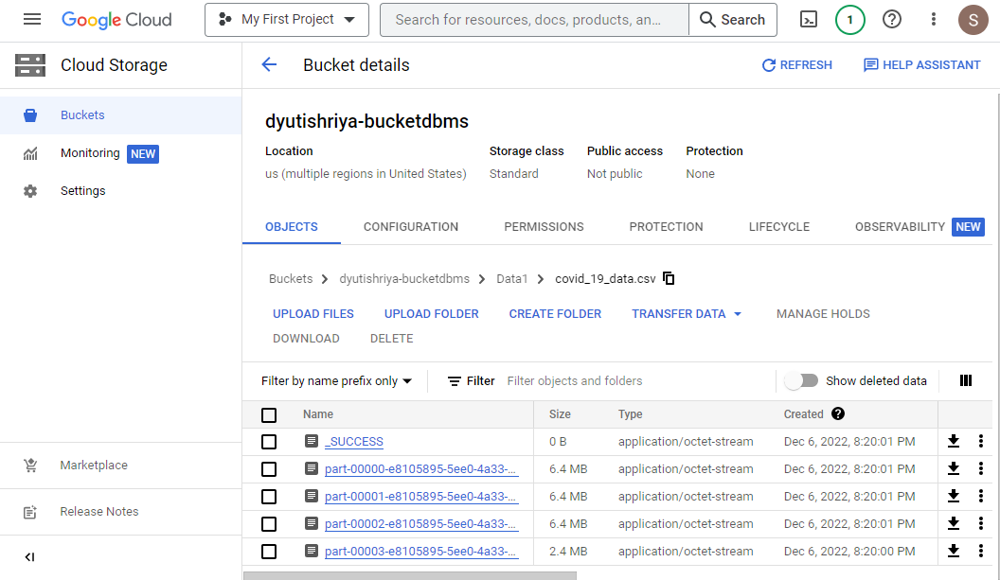 Google Cloud My First Project Search for resources, docs, products, an... Search 1 S
Cloud Storage
Bucket details REFRESH HELP ASSISTANT
Buckets
Monitoring NEW
Settings
Marketplace
Release Notes
dyutishriya-bucketdbms
Location Storage class Public access Protection
us (multiple regions in United States) Standard Not public None
OBJECTS CONFIGURATION PERMISSIONS PROTECTION LIFECYCLE OBSERVABILITY NEW
Buckets > dyutishriya-bucketdbms > Data1 > covid_19_data.csv
UPLOAD FILES UPLOAD FOLDER CREATE FOLDER TRANSFER DATA MANAGE HOLDS
DOWNLOAD DELETE
Filter by name prefix only Filter Filter objects and folders Show deleted data
Name Size Type Created
_SUCCESS 0 B application/octet-stream Dec 6, 2022, 8:20:01 PM
part-00000-e8105895-5ee0-4a33-... 6.4 MB application/octet-stream Dec 6, 2022, 8:20:01 PM
part-00001-e8105895-5ee0-4a33-... 6.4 MB application/octet-stream Dec 6, 2022, 8:20:01 PM
part-00002-e8105895-5ee0-4a33-... 6.4 MB application/octet-stream Dec 6, 2022, 8:20:01 PM
part-00003-e8105895-5ee0-4a33-... 2.4 MB application/octet-stream Dec 6, 2022, 8:20:00 PM